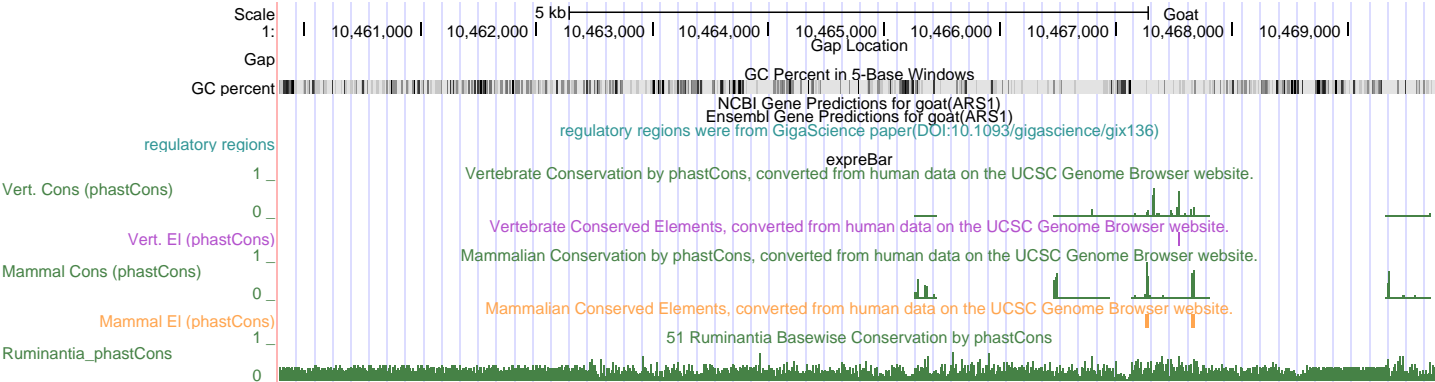 Scale 5 kb Goat
1: 10,461,000 10,462,000 10,463,000 10,464,000 10,465,000 10,466,000 10,467,000 10,468,000 10,469,000
Gap Location
Gap
GC Percent in 5-Base Windows
GC percent
NCBI Gene Predictions for goat(ARS1)
Ensembl Gene Predictions for goat(ARS1)
regulatory regions were from GigaScience paper(DOI:10.1093/gigascience/gix136)
regulatory regions
expreBar
Vertebrate Conservation by phastCons, converted from human data on the UCSC Genome Browser website.
1 _
Vert. Cons (phastCons)
0 _
Vertebrate Conserved Elements, converted from human data on the UCSC Genome Browser website.
Vert. El (phastCons)
Mammalian Conservation by phastCons, converted from human data on the UCSC Genome Browser website.
1 _
Mammal Cons (phastCons)
0 _
Mammalian Conserved Elements, converted from human data on the UCSC Genome Browser website.
Mammal El (phastCons)
51 Ruminantia Basewise Conservation by phastCons
1 _
Ruminantia_phastCons
0